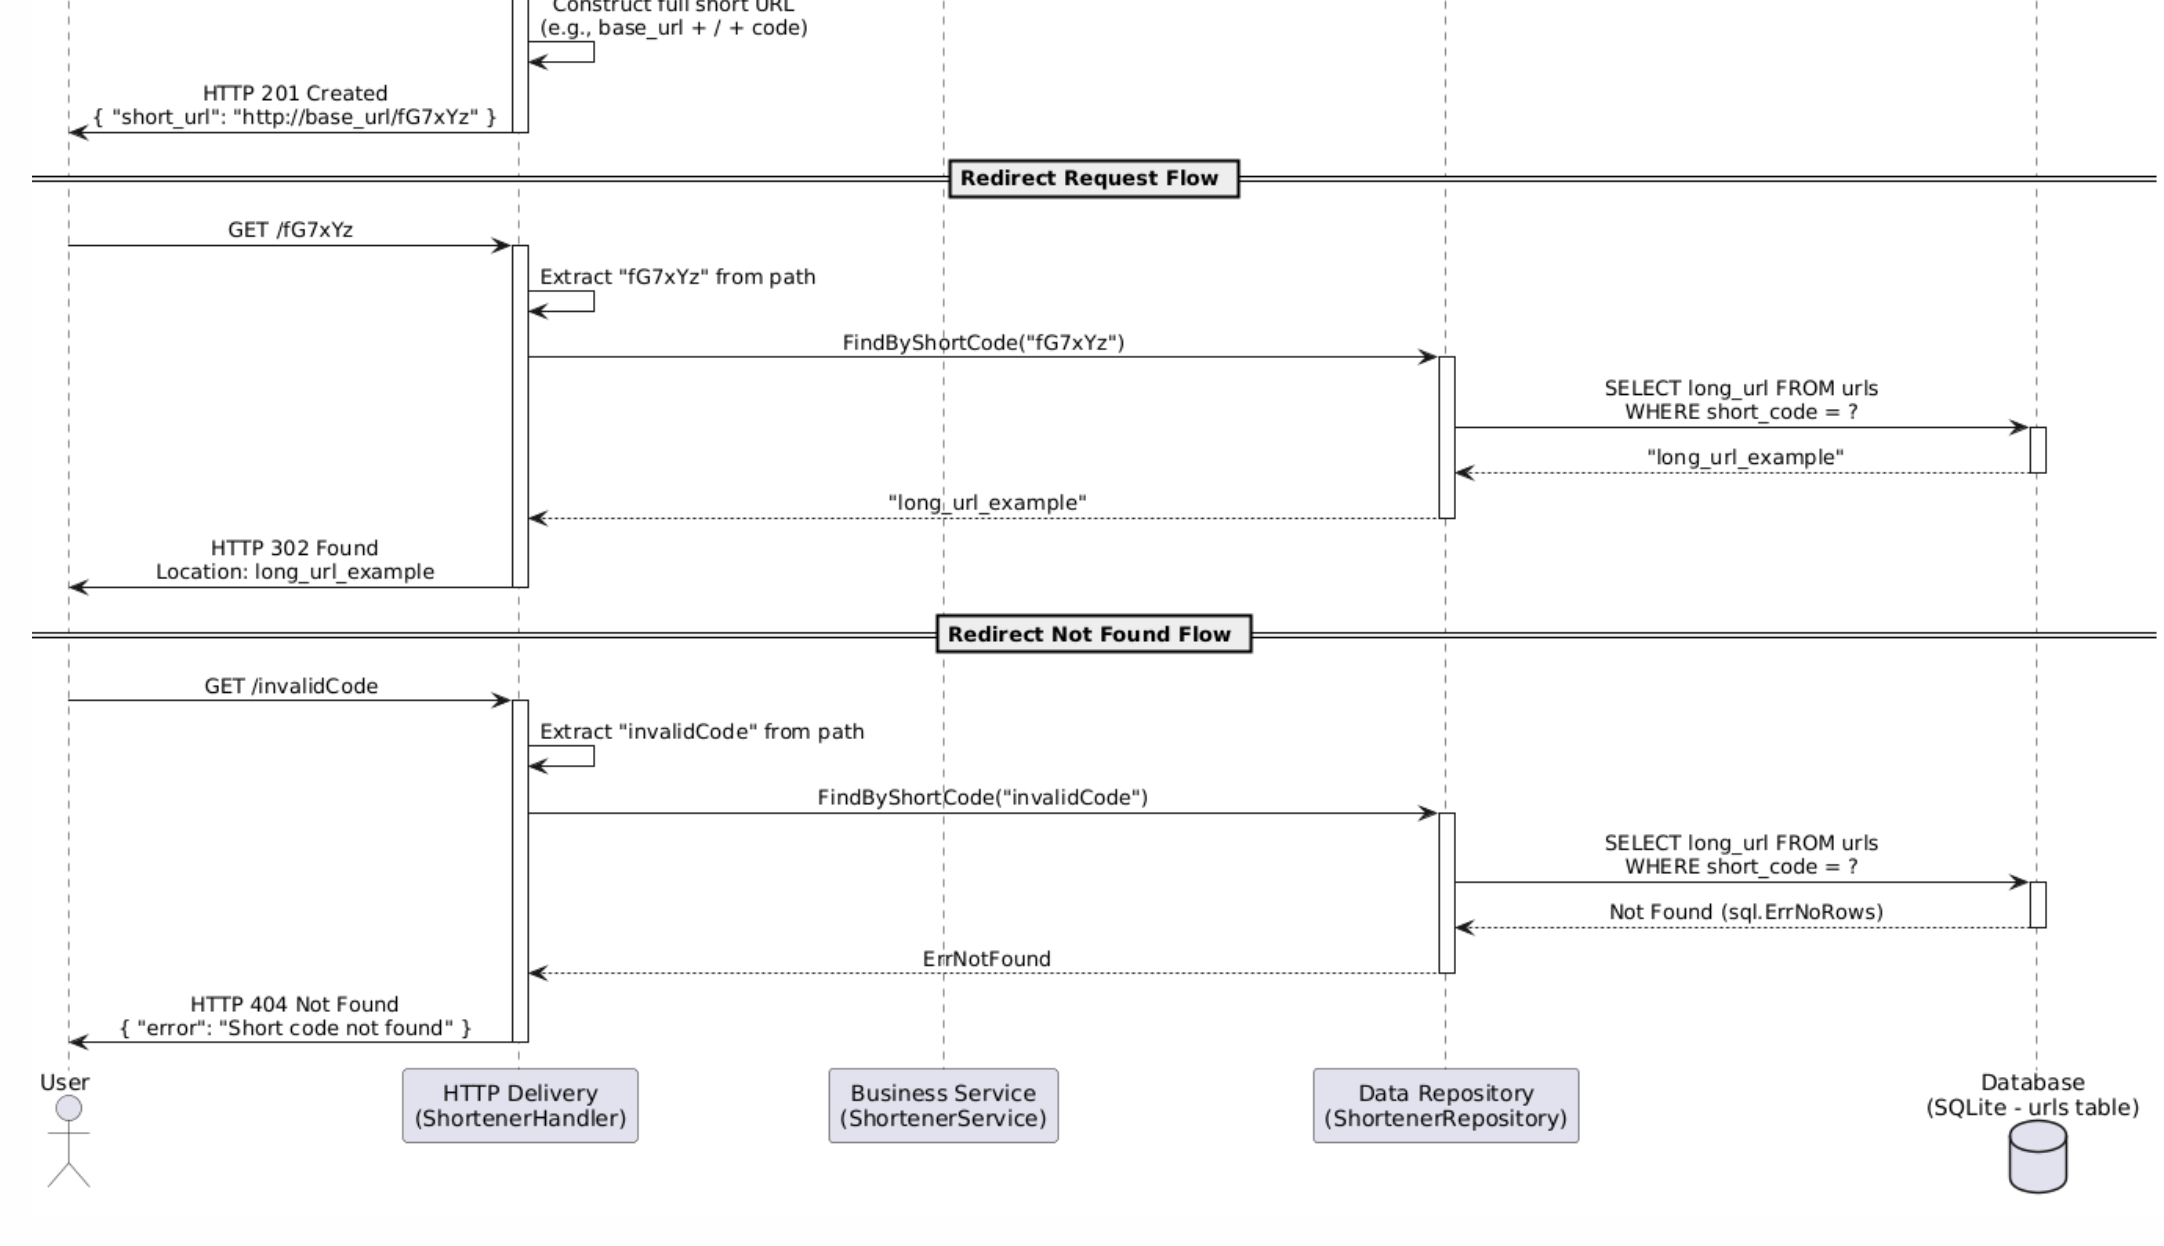 Construct full short URL
(e.g., base_url + / + code)
HTTP 201 Created
{ "short_url": "http://base_url/fG7xYz" }
Redirect Request Flow
GET /fG7xYz
Extract "fG7xYz" from path
FindByShortCode("fG7xYz")
SELECT long_url FROM urls
WHERE short_code = ?
"long_url_example"
"long_url_example"
HTTP 302 Found
Location: long_url_example
Redirect Not Found Flow
GET /invalidCode
Extract "invalidCode" from path
FindByShortCode("invalidCode")
SELECT long_url FROM urls
WHERE short_code = ?
Not Found (sql.ErrNoRows)
ErrNotFound
HTTP 404 Not Found
{ "error": "Short code not found" }
User
HTTP Delivery
(ShortenerHandler)
Business Service
(ShortenerService)
Data Repository
(ShortenerRepository)
Database
(SQLite - urls table)